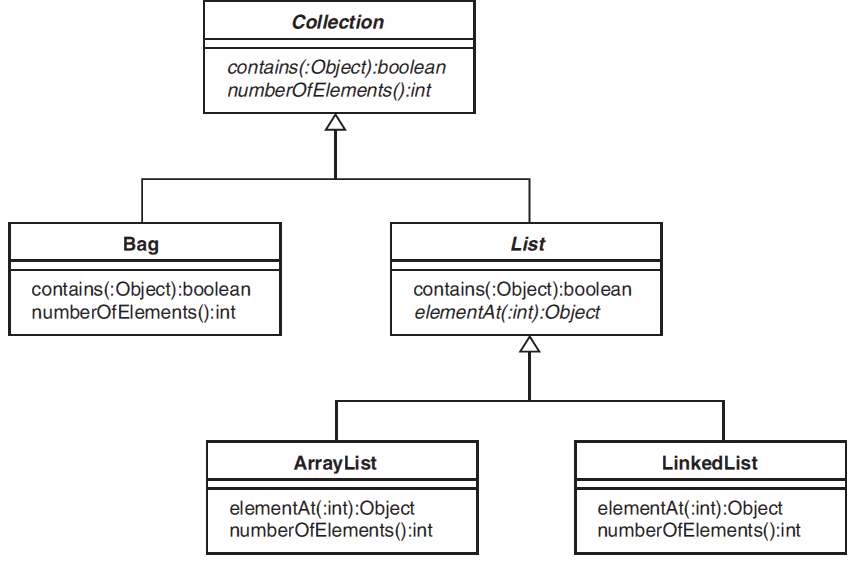 Collection
contains(:Object):boolean
numberOfElements():int
Bag
contains(:Object):boolean
numberOfElements():int
List
contains(:Object):boolean
elementAt(:int):Object
ArrayList
elementAt(:int):Object
numberOfElements():int
LinkedList
elementAt(:int):Object
numberOfElements():int